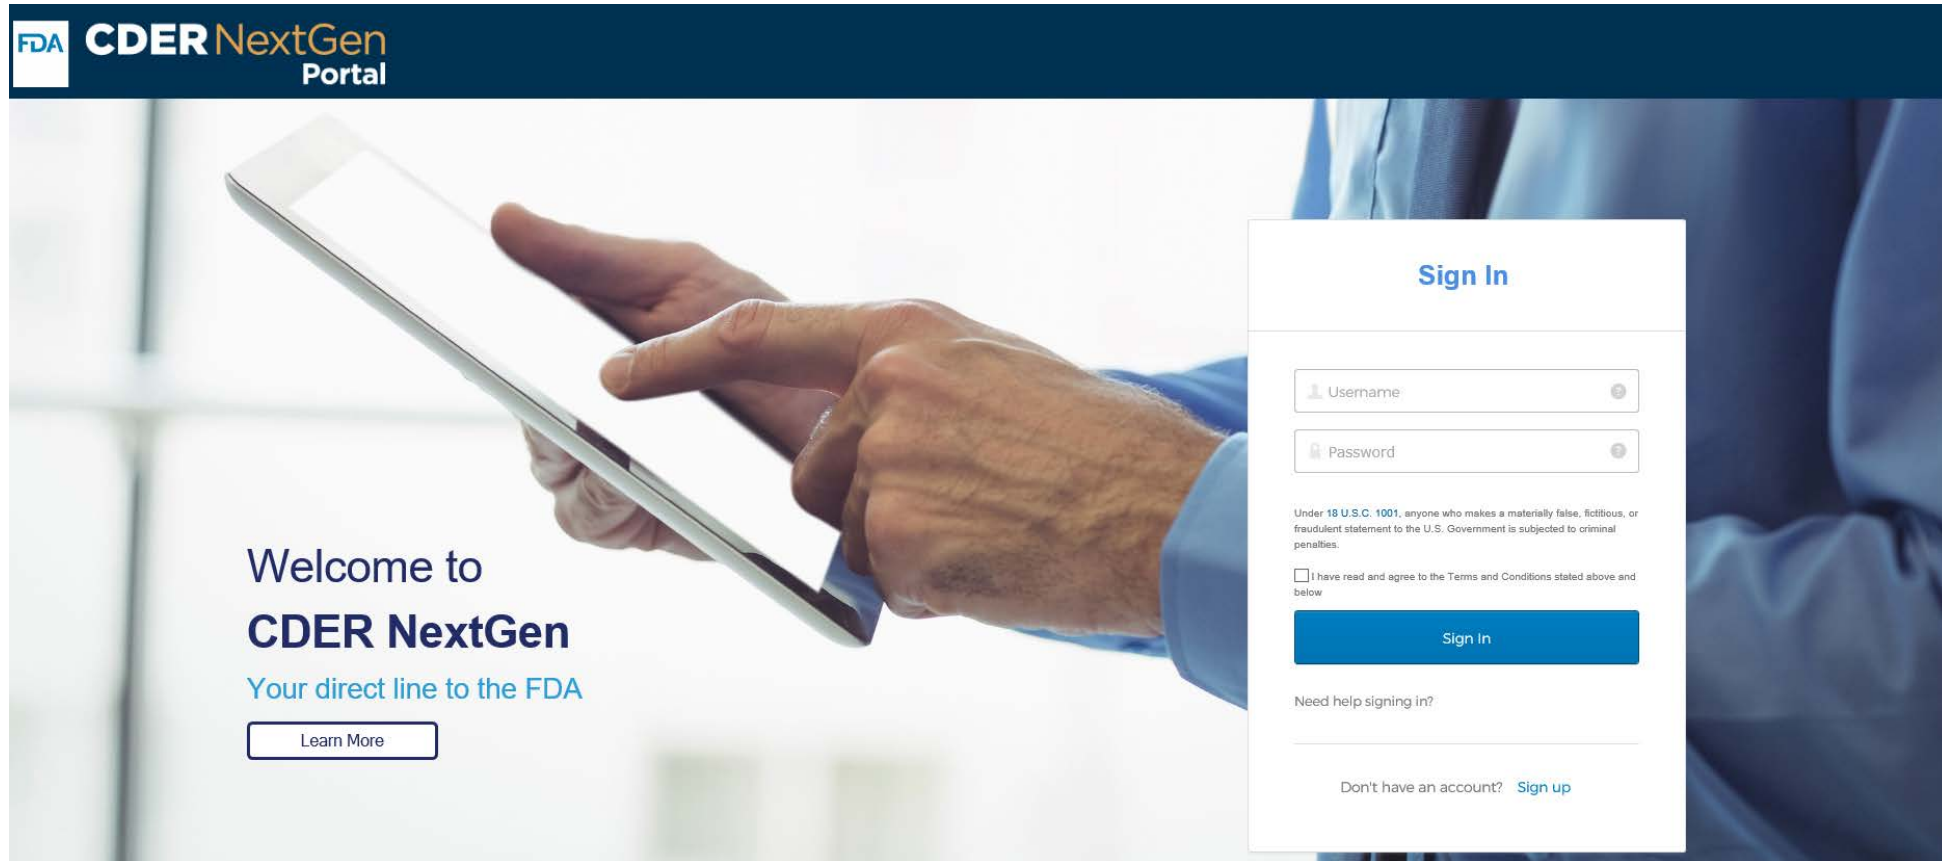 FDA CDER NextGen
Portal
Sign In
Username
Password
Under 18 U.S.C. 1001, anyone who makes a materially false, fictitious, or
fraudulent statement to the U.S. Government is subjected to criminal
penalties.
I have read and agree to the Terms and Conditions stated above and
below
Sign In
Need help signing in?
Don't have an account? Sign up
Welcome to
CDER NextGen
Your direct line to the FDA
Learn More